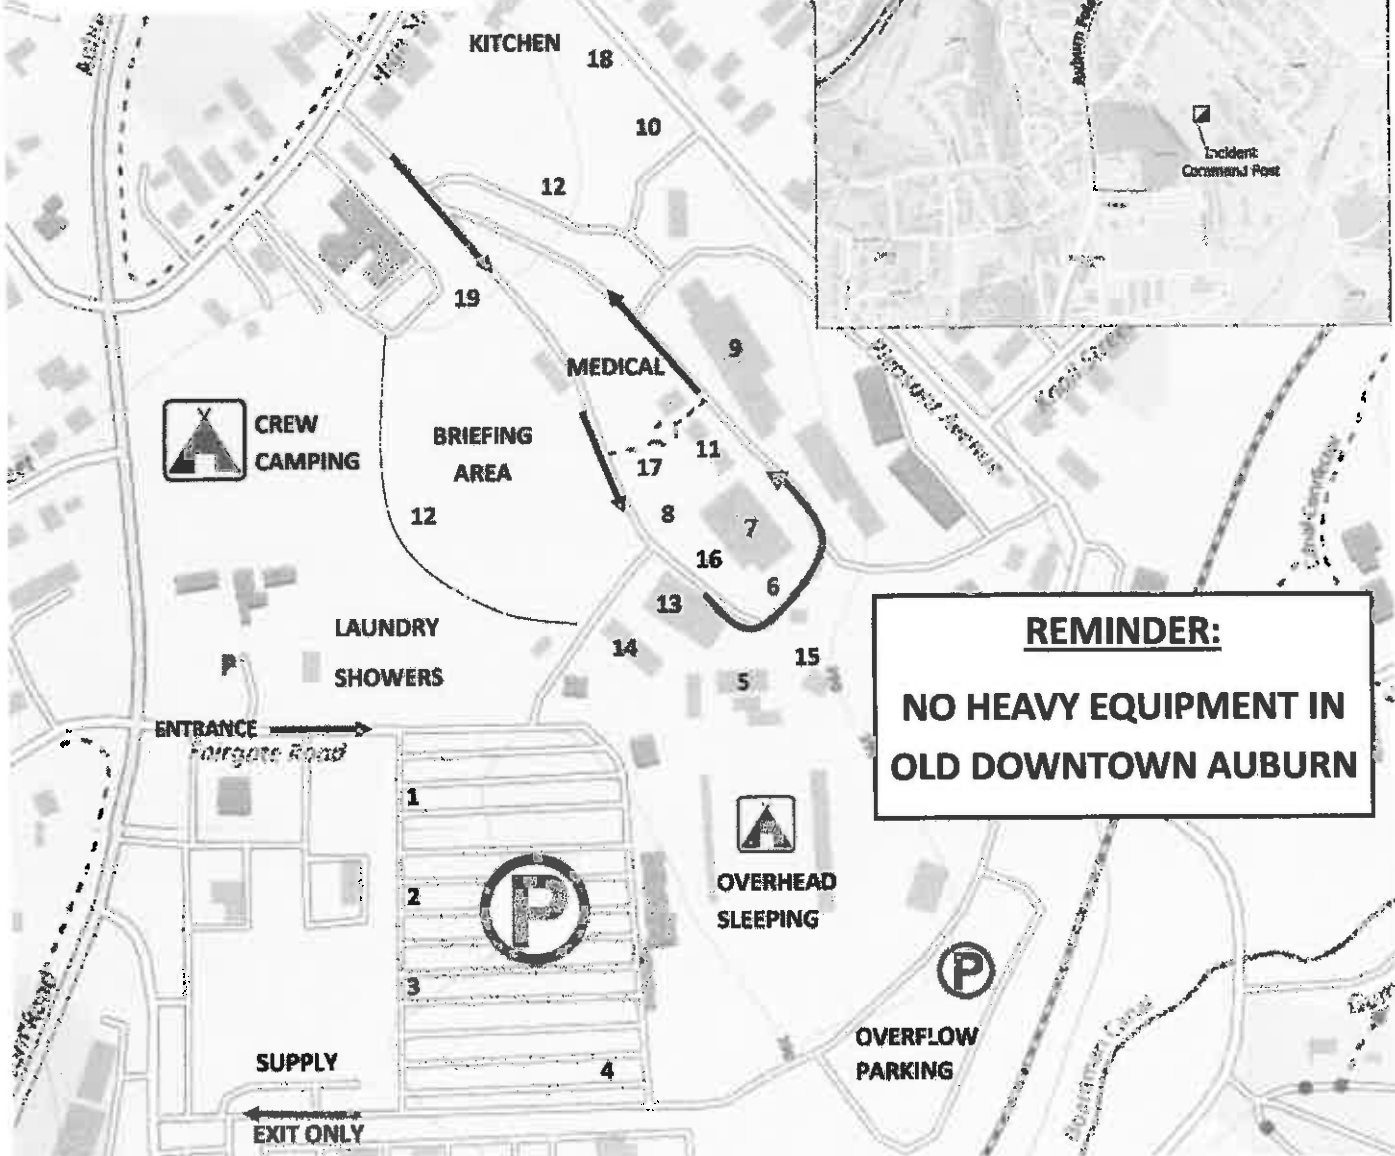 KITCHEN
18
10
12
19
MEDICAL
9
CREW
CAMPING
BRIEFING
AREA
17
11
12
8
7
16
6
13
14
15
5
LAUNDRY
SHOWERS
P
ENTRANCE
Fairgate Road
1
2
3
4
P
OVERHEAD
SLEEPING
P
OVERFLOW
PARKING
SUPPLY
EXIT ONLY
Incident
Command Post
REMINDER:
NO HEAVY EQUIPMENT IN
OLD DOWNTOWN AUBURN